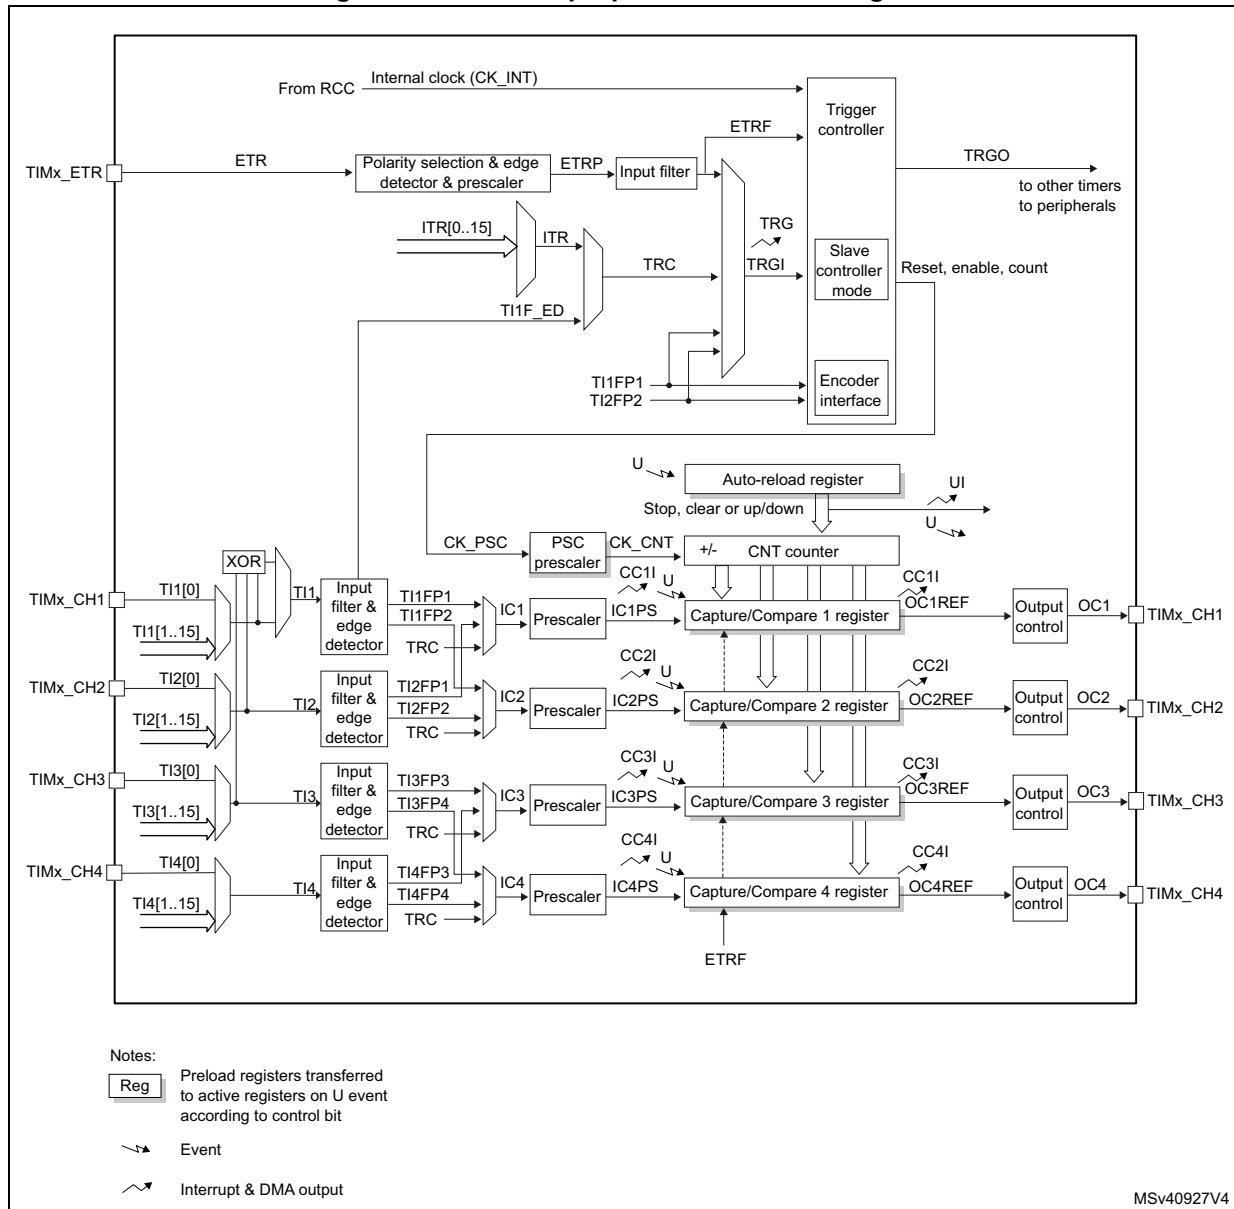 From RCC
Internal clock (CK_INT)
Trigger
controller
ETRF
TIMx_ETR
ETR
Polarity selection & edge
detector & prescaler
ETRP
Input filter
TRGO
to other timers
to peripherals
ITR[0..15]
ITR
TRG
TRC
TRGI
Slave
controller
mode
Reset, enable, count
TI1F_ED
TI1FP1
TI2FP2
Encoder
interface
U
Auto-reload register
UI
Stop, clear or up/down
U
CK_PSC
PSC
prescaler
CK_CNT
+/-
CNT counter
XOR
TIMx_CH1
TI1[0]
TI1[1..15]
TI1
Input
filter &
edge
detector
TI1FP1
TI1FP2
TRC
IC1
Prescaler
IC1PS
CC1I
U
Capture/Compare 1 register
CC1I
OC1REF
Output
control
OC1
TIMx_CH1
TIMx_CH2
TI2[0]
TI2[1..15]
TI2
Input
filter &
edge
detector
TI2FP1
TI2FP2
TRC
IC2
Prescaler
IC2PS
CC2I
U
Capture/Compare 2 register
CC2I
OC2REF
Output
control
OC2
TIMx_CH2
TIMx_CH3
TI3[0]
TI3[1..15]
TI3
Input
filter &
edge
detector
TI3FP3
TI3FP4
TRC
IC3
Prescaler
IC3PS
CC3I
U
Capture/Compare 3 register
CC3I
OC3REF
Output
control
OC3
TIMx_CH3
TIMx_CH4
TI4[0]
TI4[1..15]
TI4
Input
filter &
edge
detector
TI4FP3
TI4FP4
TRC
IC4
Prescaler
IC4PS
CC4I
U
Capture/Compare 4 register
CC4I
OC4REF
Output
control
OC4
TIMx_CH4
ETRF
Notes:
Reg
Preload registers transferred
to active registers on U event
according to control bit
Event
Interrupt & DMA output
MSv40927V4